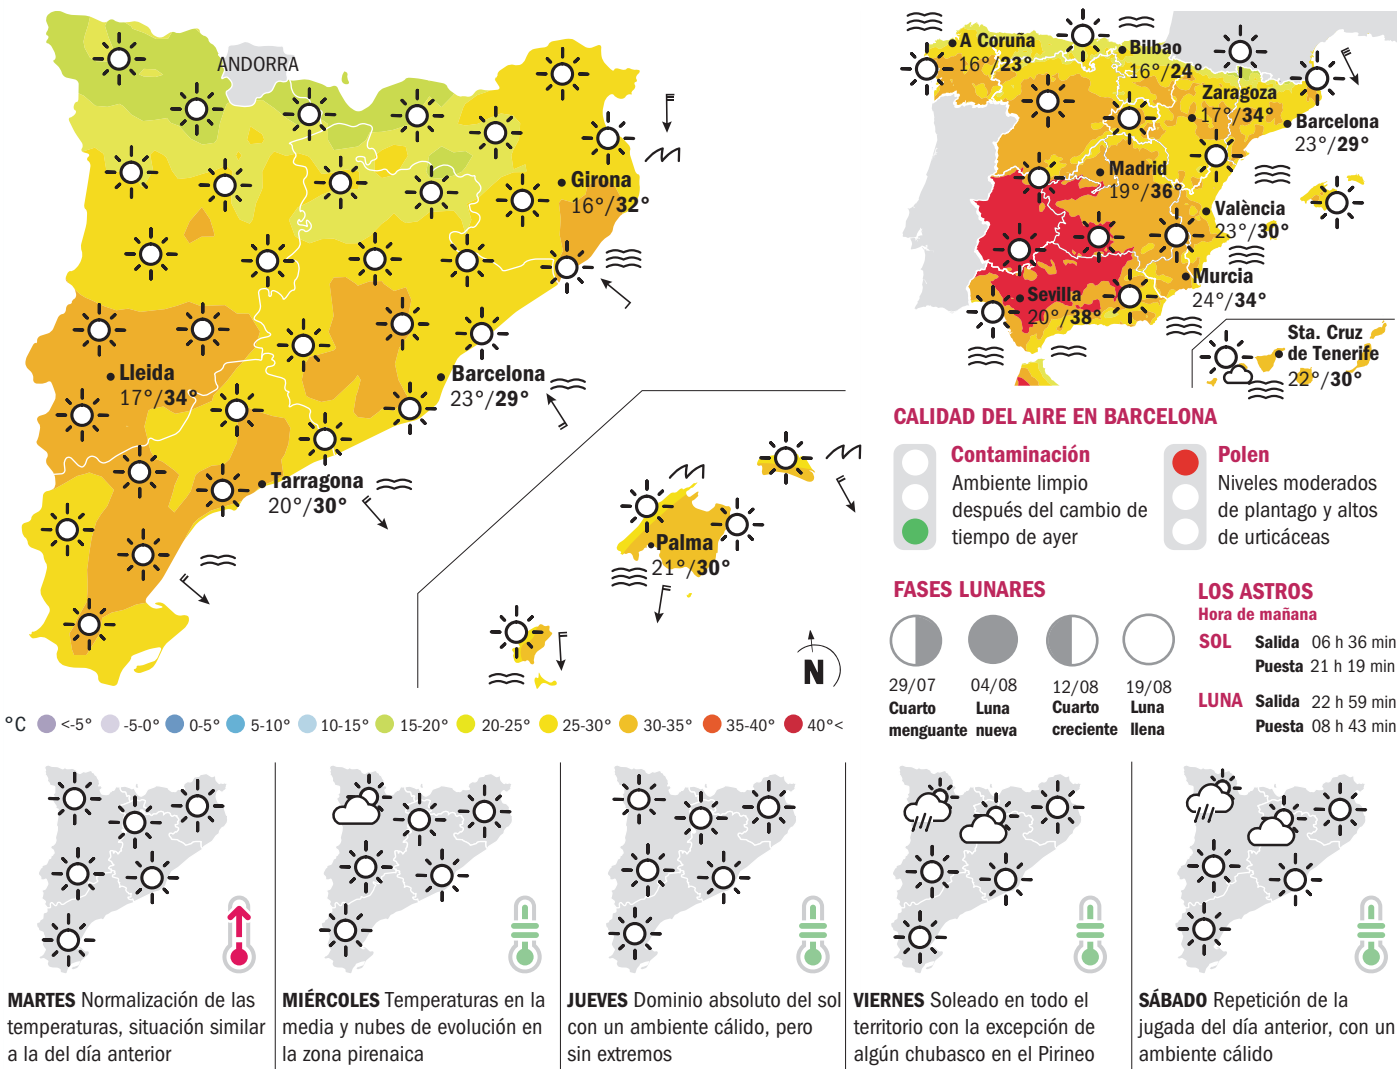 ANDORRA
Girona
16°/32°
Lleida
17°/34°
Barcelona
23°/29°
Tarragona
20°/30°
Palma
21°/30°
N
A Coruña
16°/23°
Bilbao
16°/24°
Zaragoza
17°/34°
Barcelona
23°/29°
Madrid
19°/36°
València
23°/30°
Murcia
24°/34°
Sevilla
20°/38°
Sta. Cruz
de Tenerife
22°/30°
°C <-5° -5-0° 0-5° 5-10° 10-15° 15-20° 20-25° 25-30° 30-35° 35-40° 40°<
CALIDAD DEL AIRE EN BARCELONA
Contaminación
Ambiente limpio
después del cambio de
tiempo de ayer
Polen
Niveles moderados
de plantago y altos
de urticáceas
FASES LUNARES
29/07
Cuarto
menguante
04/08
Luna
nueva
12/08
Cuarto
creciente
19/08
Luna
llena
LOS ASTROS
Hora de mañana
SOL Salida 06 h 36 min
Puesta 21 h 19 min
LUNA Salida 22 h 59 min
Puesta 08 h 43 min
MARTES Normalización de las
temperaturas, situación similar
a la del día anterior
MIÉRCOLES Temperaturas en la
media y nubes de evolución en
la zona pirenaica
JUEVES Dominio absoluto del sol
con un ambiente cálido, pero
sin extremos
VIERNES Soleado en todo el
territorio con la excepción de
algún chubasco en el Pirineo
SÁBADO Repetición de la
jugada del día anterior, con un
ambiente cálido